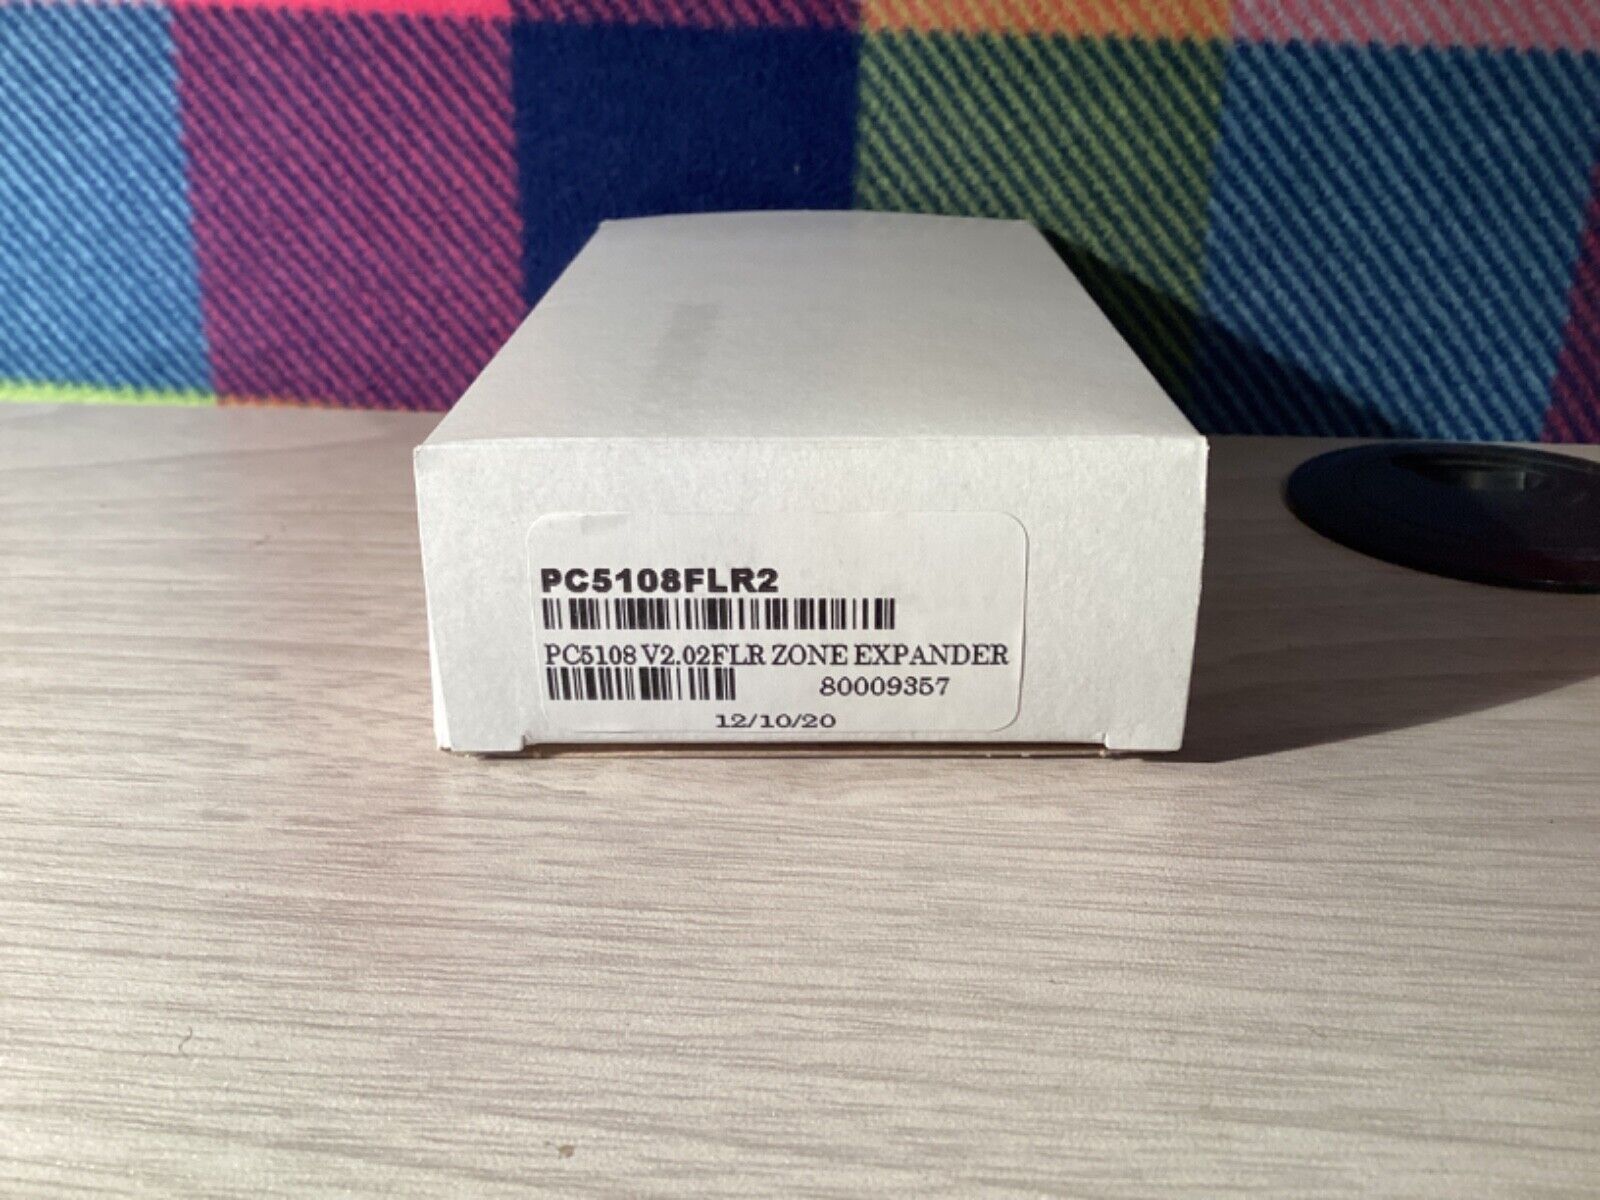 PC5108FLR2
PC5108 V2.02FLR ZONE EXPANDER
80009357
12/10/20